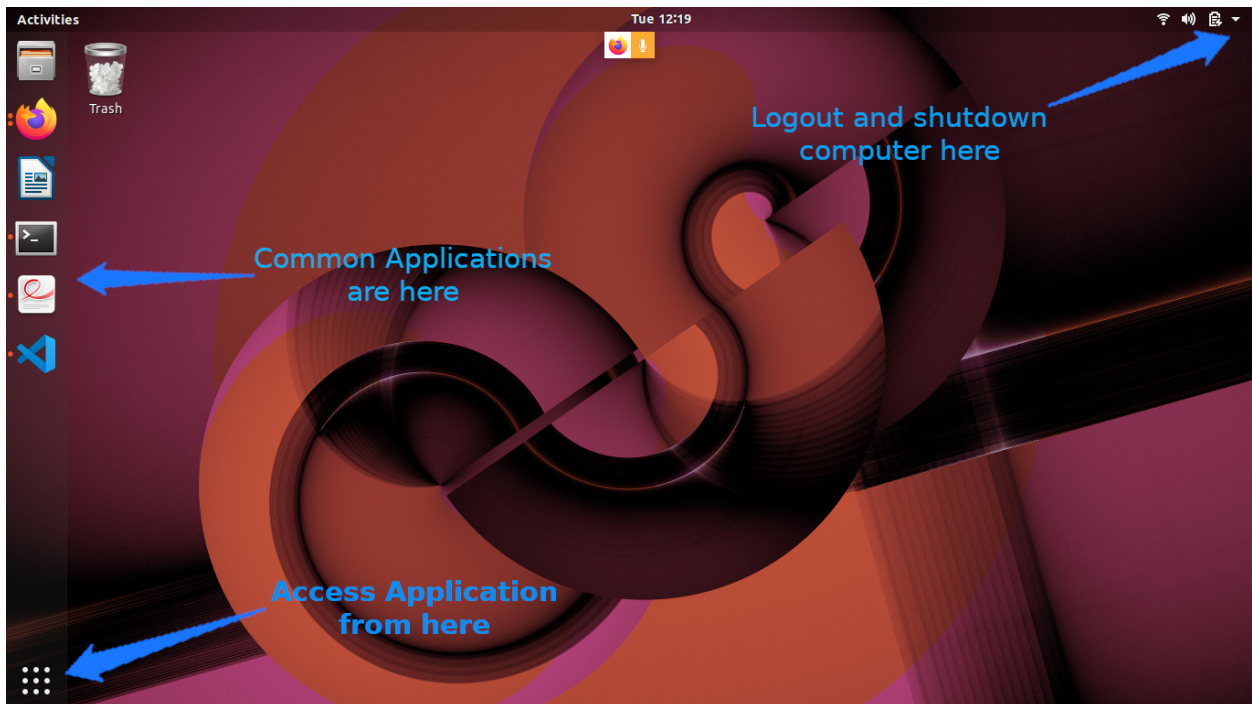 Activities
Tue 12:19
Trash
Logout and shutdown
computer here
Common Applications
are here
Access Application
from here